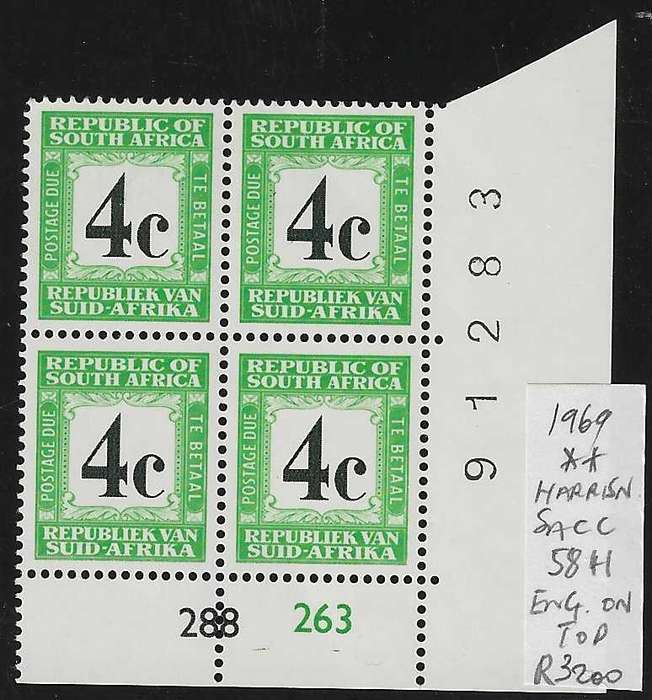 REPUBLIC OF
SOUTH AFRICA
POSTAGE DUE
4c
TE BETAAL
REPUBLIEK VAN
SUID-AFRIKA
REPUBLIC OF
SOUTH AFRICA
POSTAGE DUE
4c
TE BETAAL
REPUBLIEK VAN
SUID-AFRIKA
REPUBLIC OF
SOUTH AFRICA
POSTAGE DUE
4c
TE BETAAL
REPUBLIEK VAN
SUID-AFRIKA
REPUBLIC OF
SOUTH AFRICA
POSTAGE DUE
4c
TE BETAAL
REPUBLIEK VAN
SUID-AFRIKA
288 263
91283
1969
**
HARRISN
SACC
58H
ENG. ON
TOP
R3200